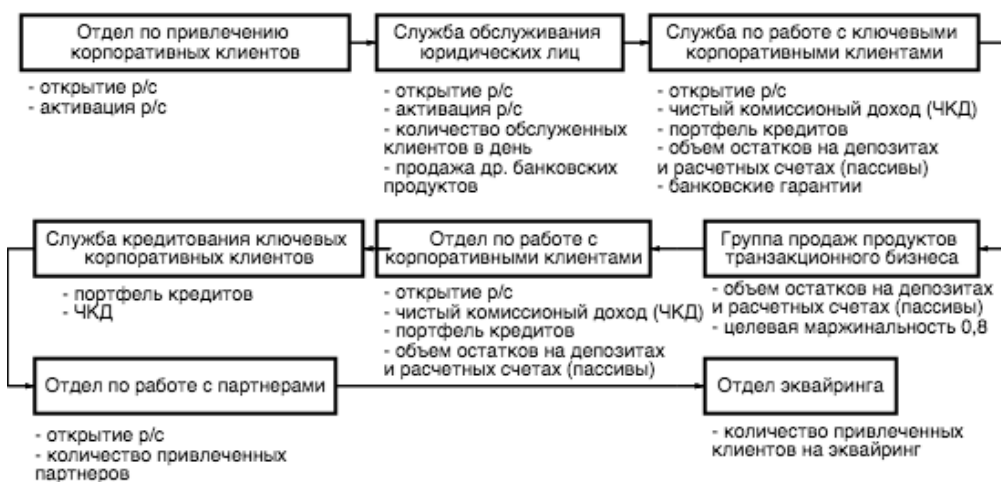 Отдел по привлечению
корпоративных клиентов
- открытие р/с
- активация р/с
Служба обслуживания
юридических лиц
- открытие р/с
- активация р/с
- количество обслуженных
клиентов в день
- продажа др. банковских
продуктов
Служба по работе с ключевыми
корпоративными клиентами
- открытие р/с
- чистый комиссионый доход (ЧКД)
- портфель кредитов
- объем остатков на депозитах
и расчетных счетах (пассивы)
- банковские гарантии
Группа продаж продуктов
транзакционного бизнеса
- объем остатков на депозитах
и расчетных счетах (пассивы)
- целевая маржинальность 0,8
Отдел по работе с
корпоративными клиентами
- открытие р/с
- чистый комиссионый доход (ЧКД)
- портфель кредитов
- объем остатков на депозитах
и расчетных счетах (пассивы)
Служба кредитования ключевых
корпоративных клиентов
- портфель кредитов
- ЧКД
Отдел по работе с партнерами
- открытие р/с
- количество привлеченных
партнеров
Отдел эквайринга
- количество привлеченных
клиентов на эквайринг